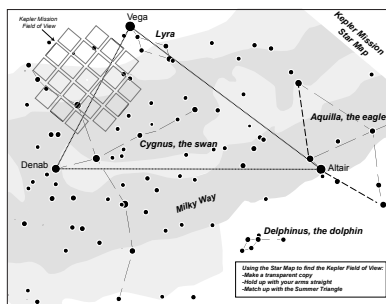 Kepler Mission
Field of View
Vega
Lyra
Kepler Mission
Star Map
Aquilla, the eagle
Cygnus, the swan
Denab
Altair
Milky Way
Delphinus, the dolphin
Using the Star Map to find the Kepler Field of View:
-Make a transparent copy
-Hold up with your arms straight
-Match up with the Summer Triangle